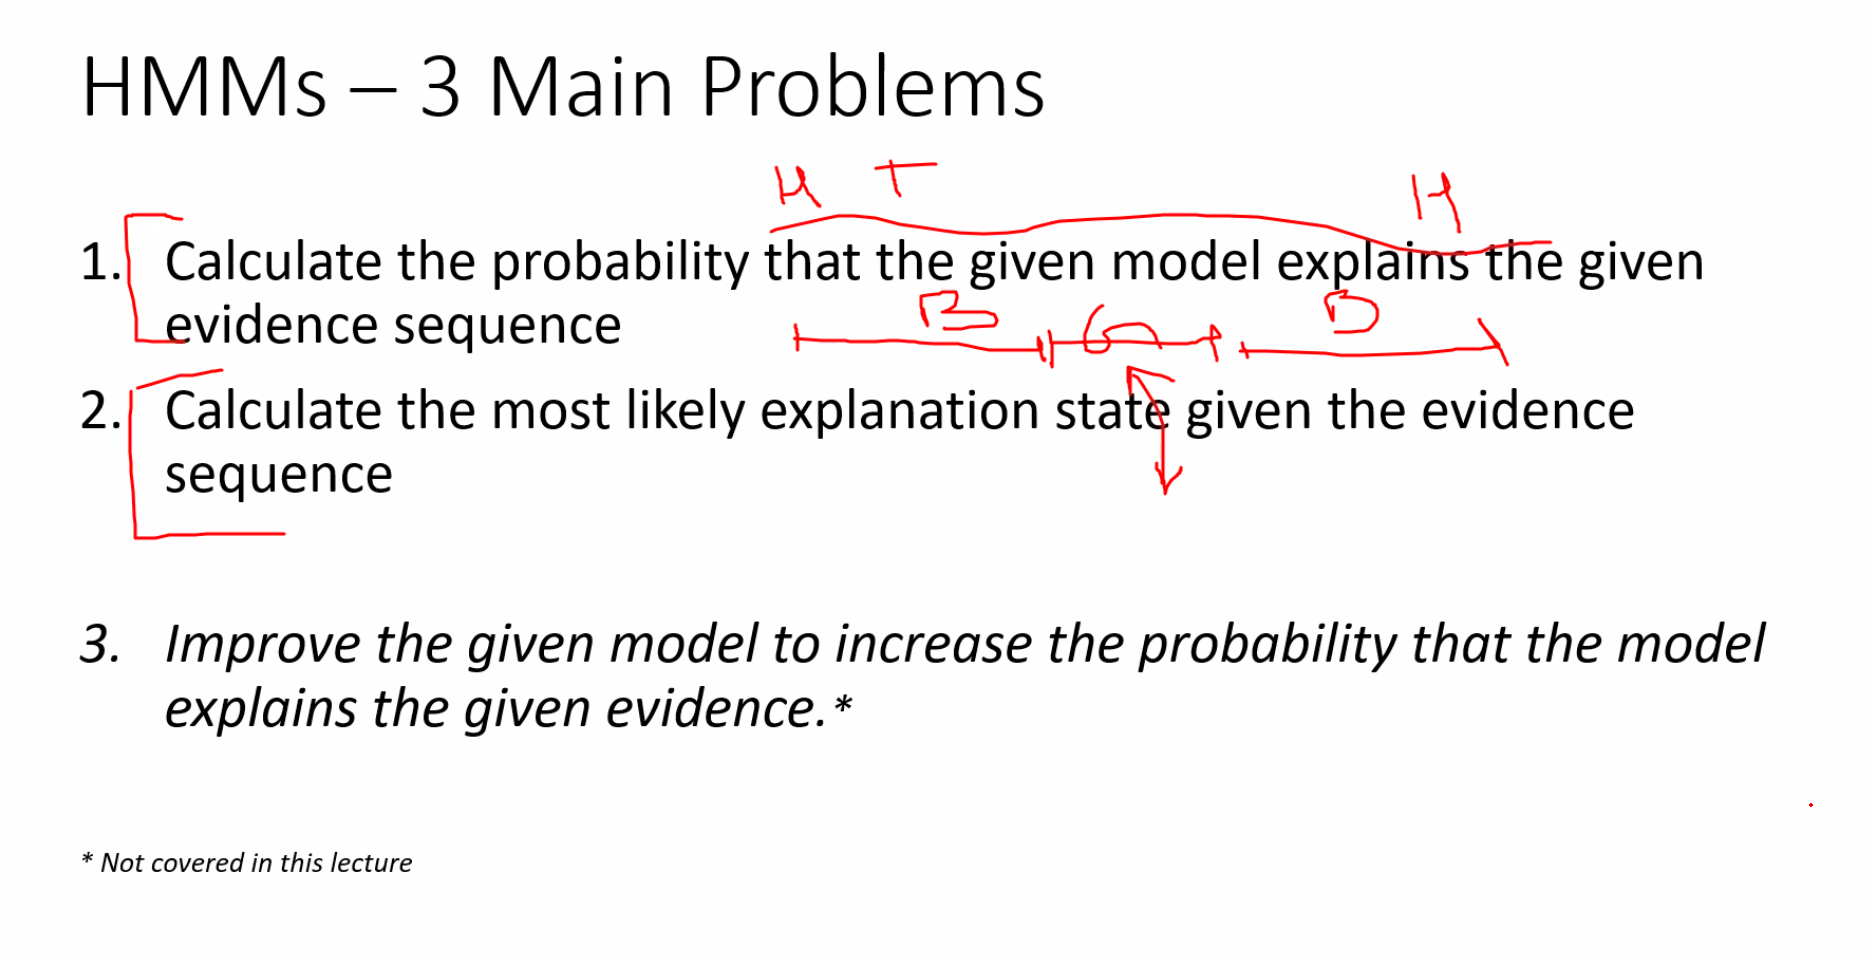 HMMs – 3 Main Problems
H T H
1. Calculate the probability that the given model explains the given
evidence sequence
B G B
2. Calculate the most likely explanation state given the evidence
sequence
3. Improve the given model to increase the probability that the model
explains the given evidence.*
* Not covered in this lecture